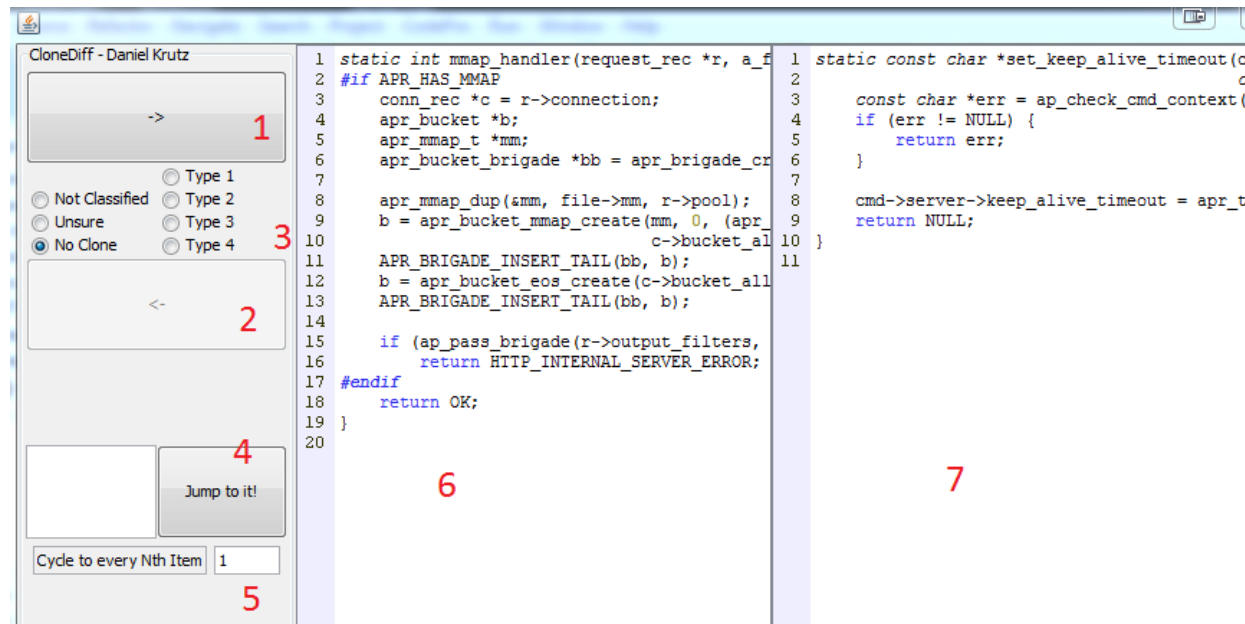 CloneDiff - Daniel Krutz
->
1
Type 1
Not Classified Type 2
Unsure Type 3
No Clone Type 4
3
<-
2
4
Jump to it!
Cycle to every Nth Item 1
5
1 static int mmap_handler(request_rec *r, a_f
2 #if APR_HAS_MMAP
3 conn_rec *c = r->connection;
4 apr_bucket *b;
5 apr_mmap_t *mm;
6 apr_bucket_brigade *bb = apr_brigade_cr
7
8 apr_mmap_dup(&mm, file->mm, r->pool);
9 b = apr_bucket_mmap_create(mm, 0, (apr_
10 c->bucket_al
11 APR_BRIGADE_INSERT_TAIL(bb, b);
12 b = apr_bucket_eos_create(c->bucket_all
13 APR_BRIGADE_INSERT_TAIL(bb, b);
14
15 if (ap_pass_brigade(r->output_filters,
16 return HTTP_INTERNAL_SERVER_ERROR;
17 #endif
18 return OK;
19 }
20
6
1 static const char *set_keep_alive_timeout(c
2 c
3 const char *err = ap_check_cmd_context(
4 if (err != NULL) {
5 return err;
6 }
7
8 cmd->server->keep_alive_timeout = apr_t
9 return NULL;
10 }
11
7